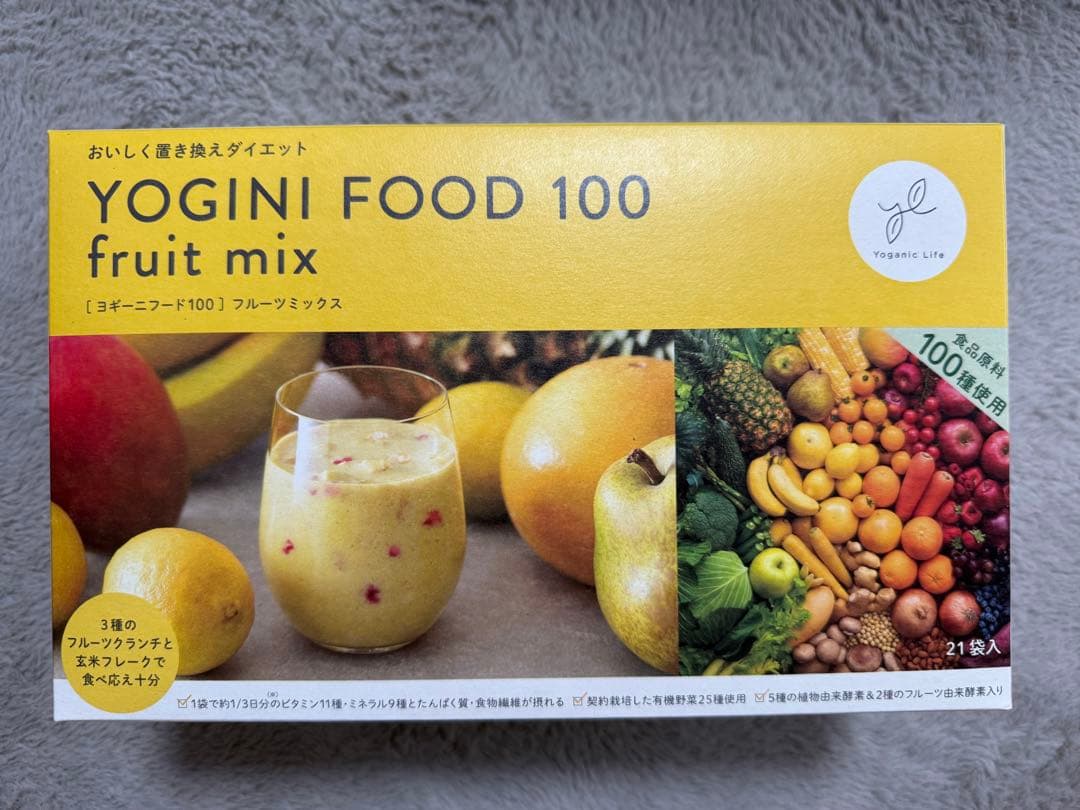 おいしく置き換えダイエット
YOGINI FOOD 100
fruit mix
[ヨギーニフード100] フルーツミックス
yl
Yoganic Life
食品原料
100種使用
3種の
フルーツクランチと
玄米フレークで
食べ応え十分
21袋入
1袋で約1/3日分(※)のビタミン11種・ミネラル9種とたんぱく質・食物繊維が摂れる 契約栽培した有機野菜25種使用 5種の植物由来酵素&2種のフルーツ由来酵素入り